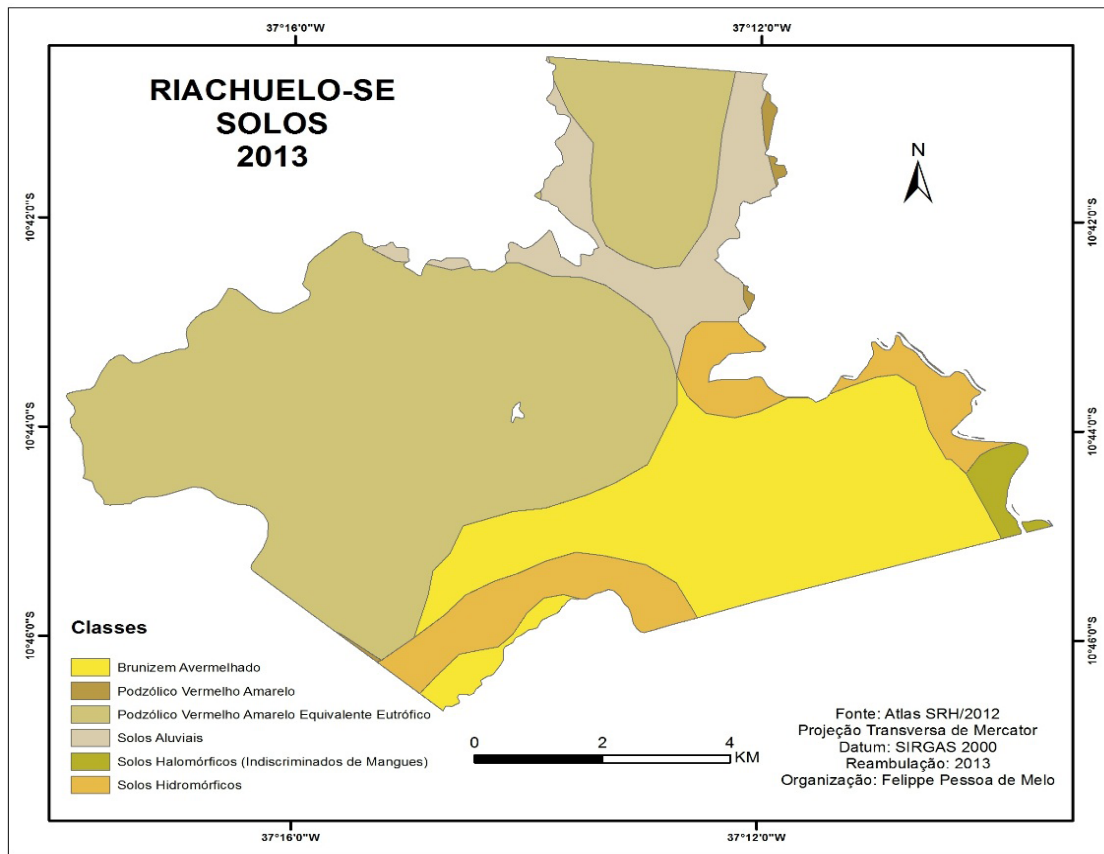 37°16'0"W
37°12'0"W
RIACHUELO-SE
SOLOS
2013
N
10°42'0"S
10°42'0"S
10°44'0"S
10°44'0"S
10°46'0"S
10°46'0"S
Classes
Brunizem Avermelhado
Podzólico Vermelho Amarelo
Podzólico Vermelho Amarelo Equivalente Eutrófico
Solos Aluviais
Solos Halomórficos (Indiscriminados de Mangues)
Solos Hidromórficos
0 2 4
KM
Fonte: Atlas SRH/2012
Projeção Transversa de Mercator
Datum: SIRGAS 2000
Reambulação: 2013
Organização: Felippe Pessoa de Melo
37°16'0"W
37°12'0"W